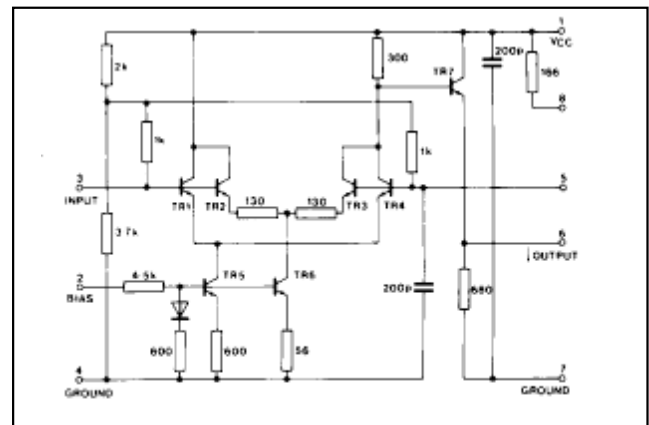 1
VCC
2k
300
200p
TR7
166
8
1k
1k
3
INPUT
5
130
130
TR1
TR2
TR3
TR4
6
OUTPUT
3.7k
2
BIAS
4.5k
TR5
TR6
200p
680
600
600
56
4
GROUND
7
GROUND